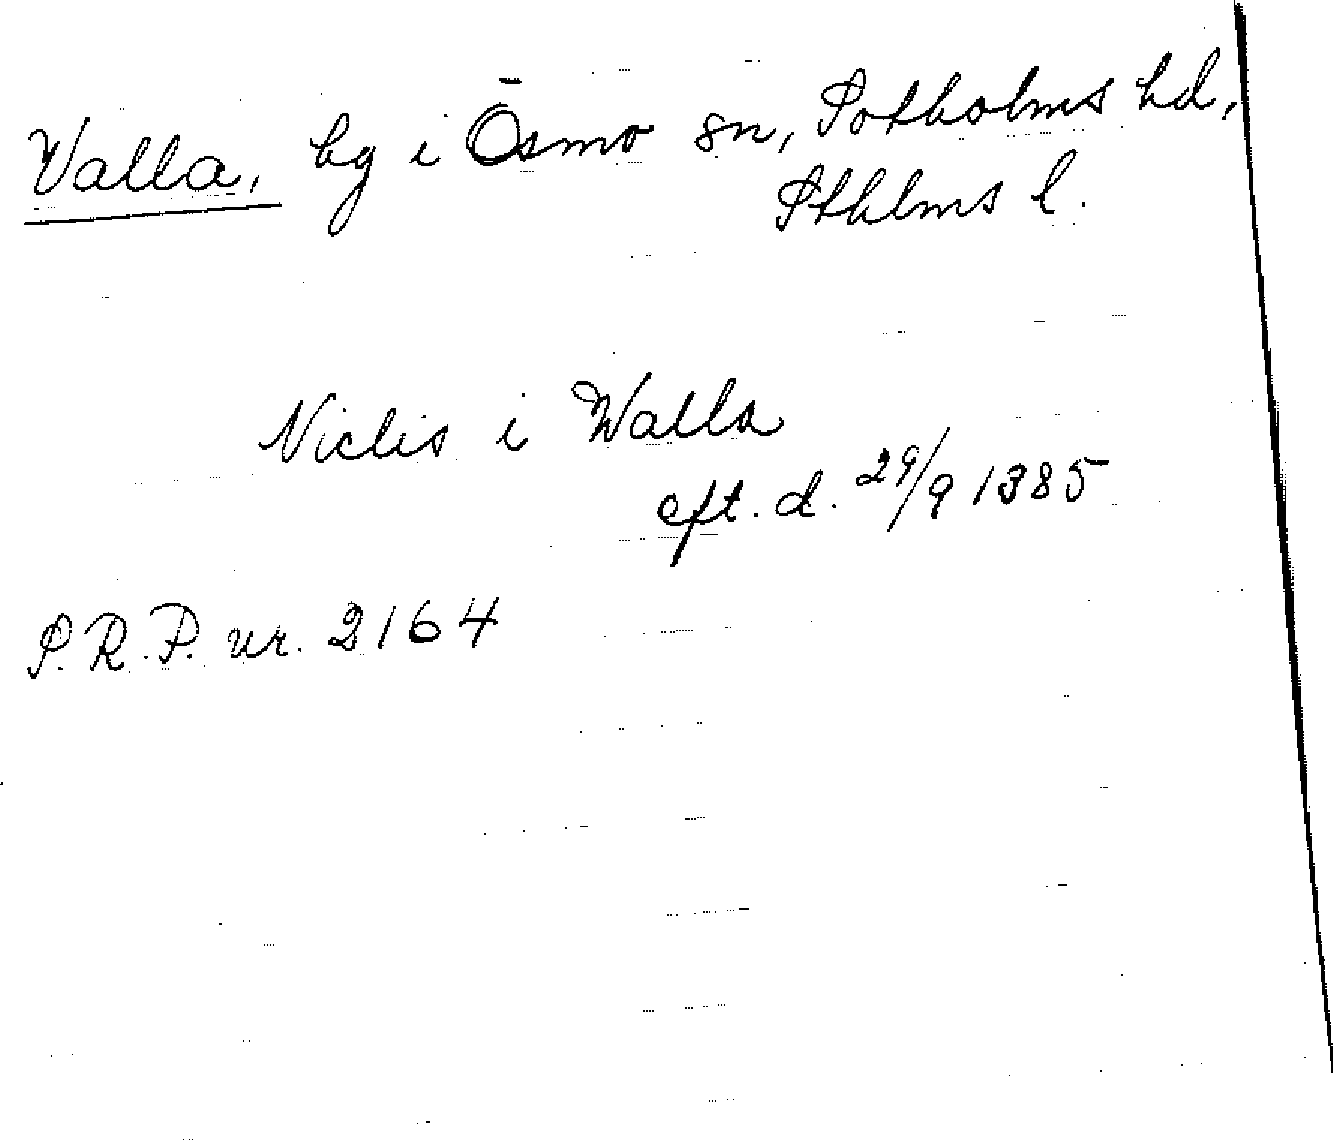 Valla, by i Ösmo sn, Sotholms hd,
Sthlms l.
Niclis i Walla
eft. d. 29/9 1385
S.R.P. nr. 2164